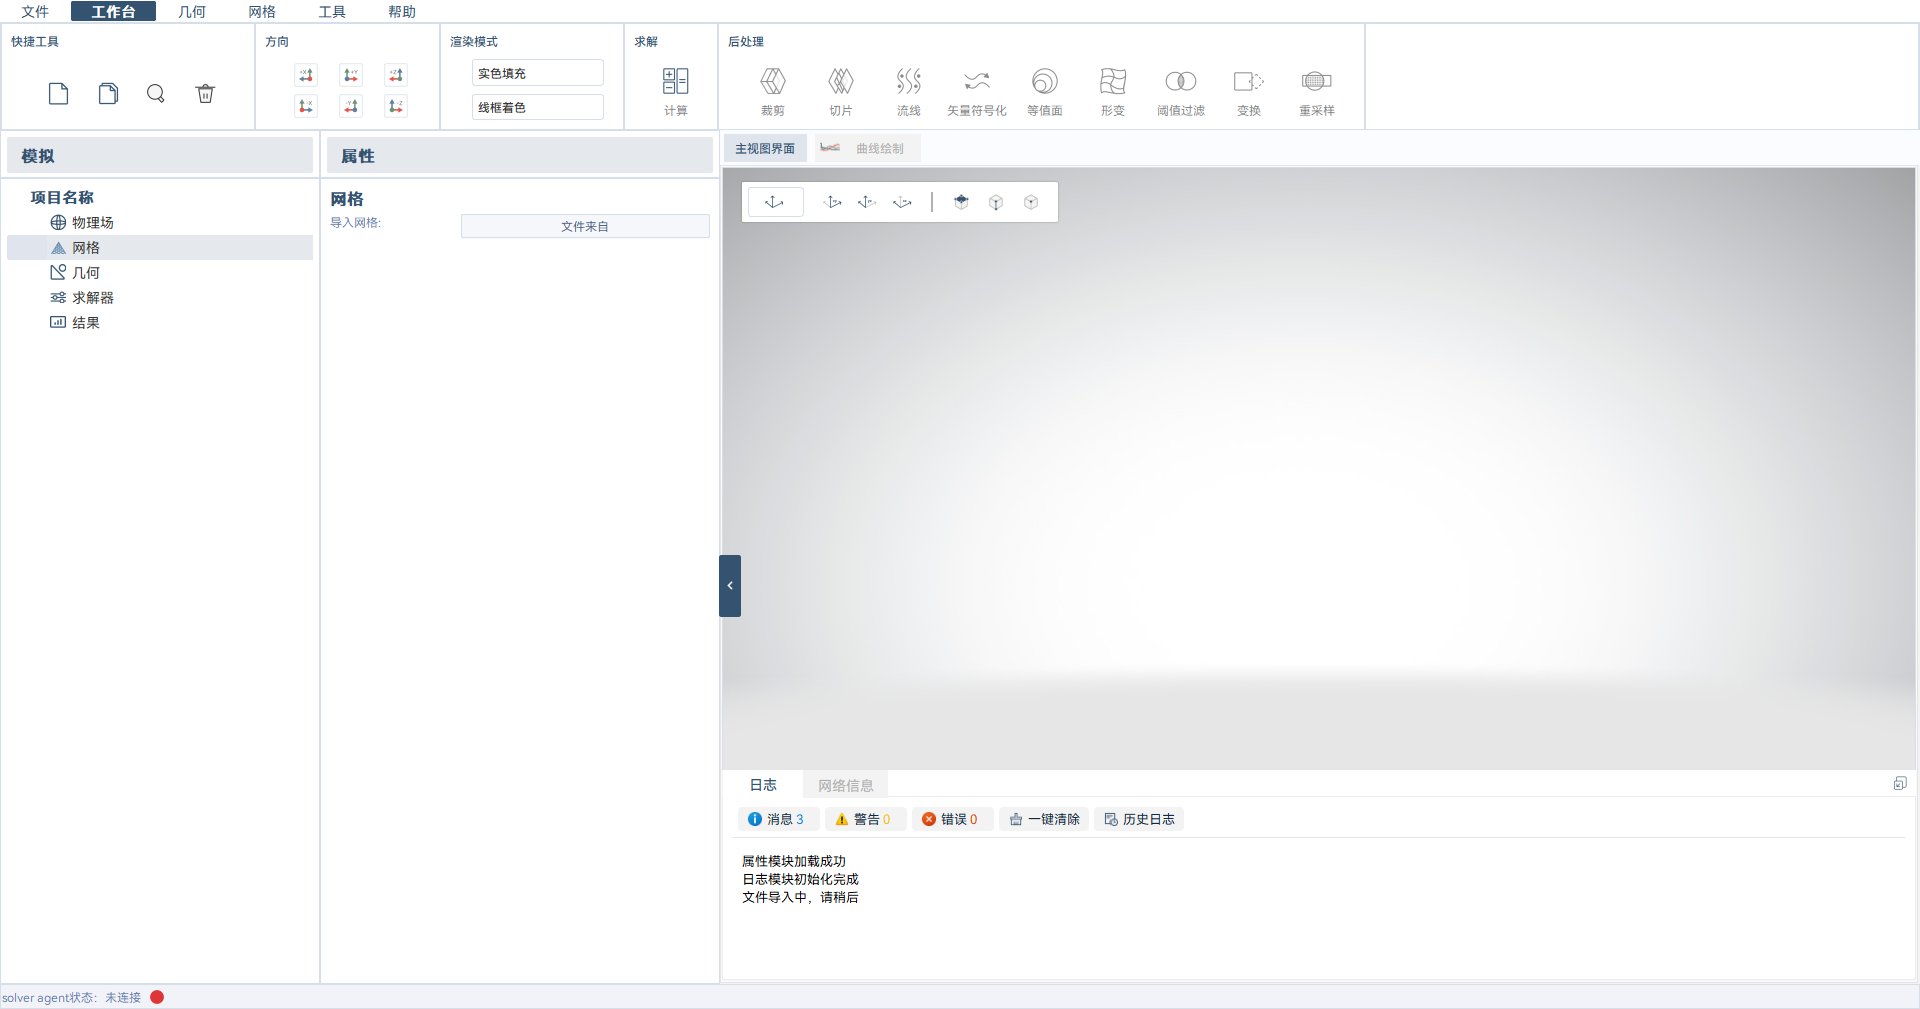 文件 工作台 几何 网格 工具 帮助
快捷工具 方向 渲染模式 求解 后处理
实色填充
线框着色
计算 裁剪 切片 流线 矢量符号化 等值面 形变 阈值过滤 变换 重采样
模拟 属性 主视图界面 曲线绘制
项目名称
物理场
网格
几何
求解器
结果
网格
导入网格: 文件来自
日志 网络信息
消息 3 警告 0 错误 0 一键清除 历史日志
属性模块加载成功
日志模块初始化完成
文件导入中，请稍后
solver agent状态: 未连接